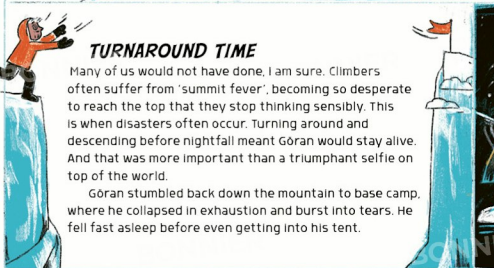 TURNAROUND TIME
Many of us would not have done, I am sure. Climbers
often suffer from 'summit fever', becoming so desperate
to reach the top that they stop thinking sensibly. This
is when disasters often occur. Turning around and
descending before nightfall meant Göran would stay alive.
And that was more important than a triumphant selfie on
top of the world.
Göran stumbled back down the mountain to base camp,
where he collapsed in exhaustion and burst into tears. He
fell fast asleep before even getting into his tent.